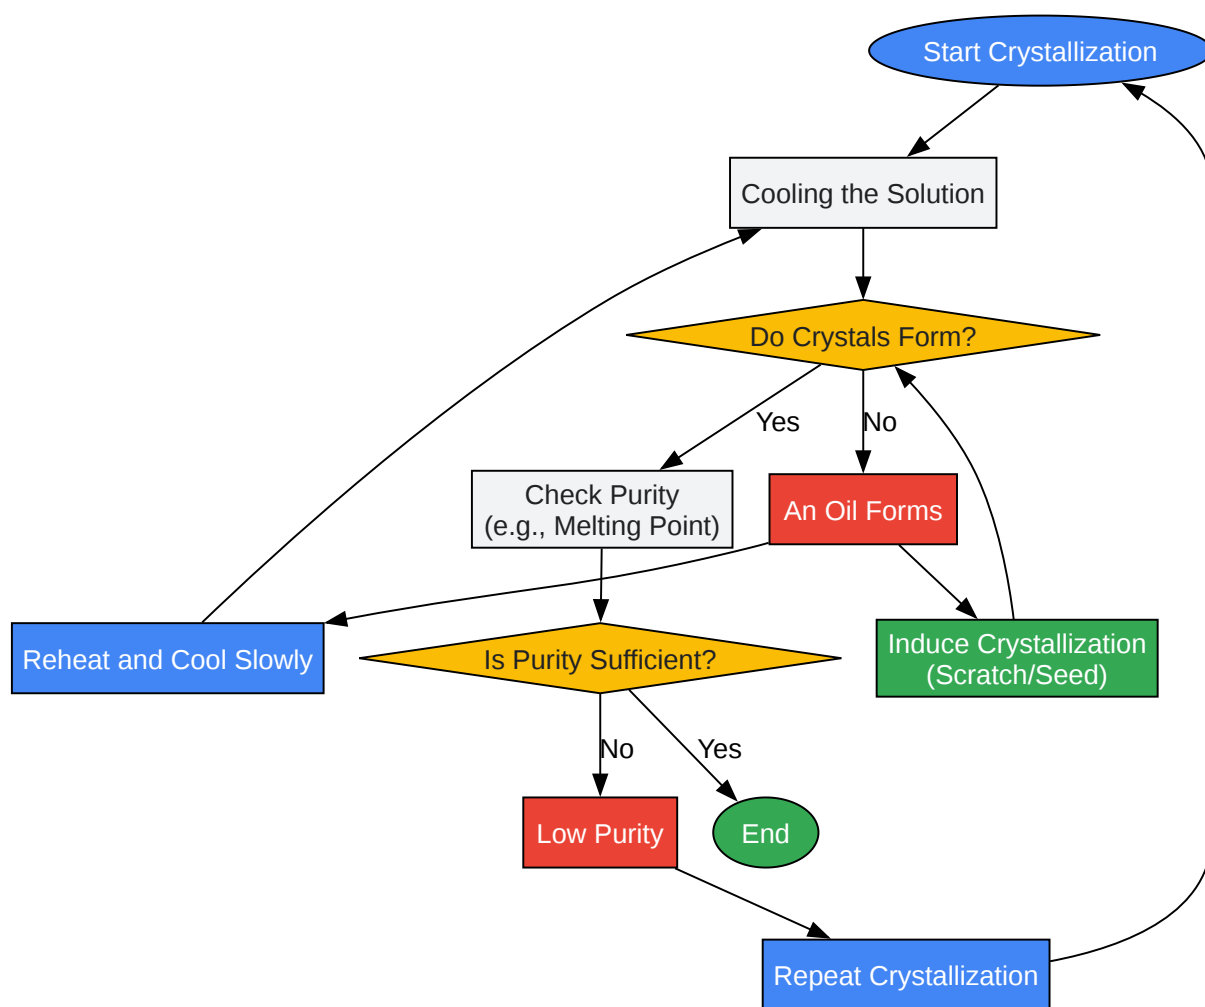 Start Crystallization
Cooling the Solution
Do Crystals Form?
Yes
No
Check Purity
(e.g., Melting Point)
An Oil Forms
Reheat and Cool Slowly
Is Purity Sufficient?
Induce Crystallization
(Scratch/Seed)
No
Yes
Low Purity
End
Repeat Crystallization